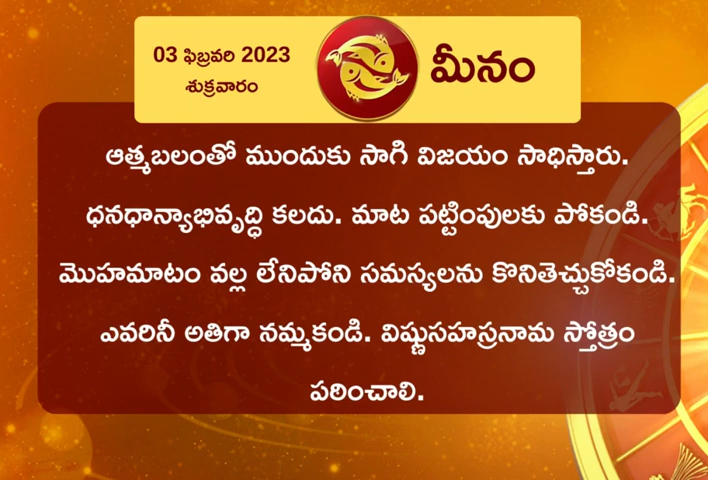 03 ఫిబ్రవరి 2023
శుక్రవారం
మీనం
ఆత్మబలంతో ముందుకు సాగి విజయం సాధిస్తారు.
ధనధాన్యాభివృద్ధి కలదు. మాట పట్టింపులకు పోకండి.
మొహమాటం వల్ల లేనిపోని సమస్యలను కొనితెచ్చుకోకండి.
ఎవరినీ అతిగా నమ్మకండి. విష్ణుసహస్రనామ స్తోత్రం
పఠించాలి.